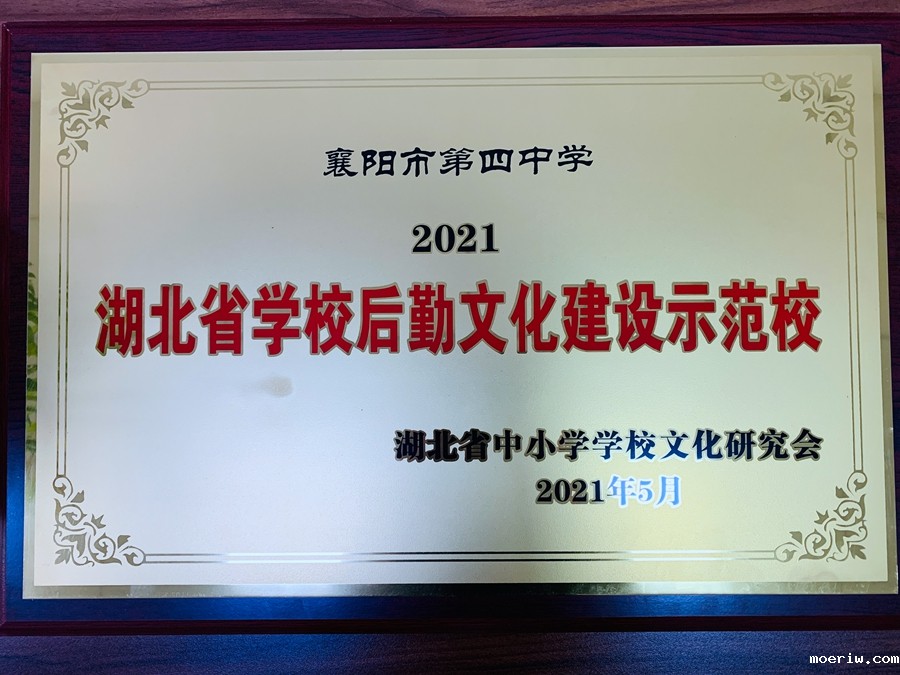 襄阳市第四中学
2021
湖北省学校后勤文化建设示范校
湖北省中小学学校文化研究会
2021年5月
moeriw.com